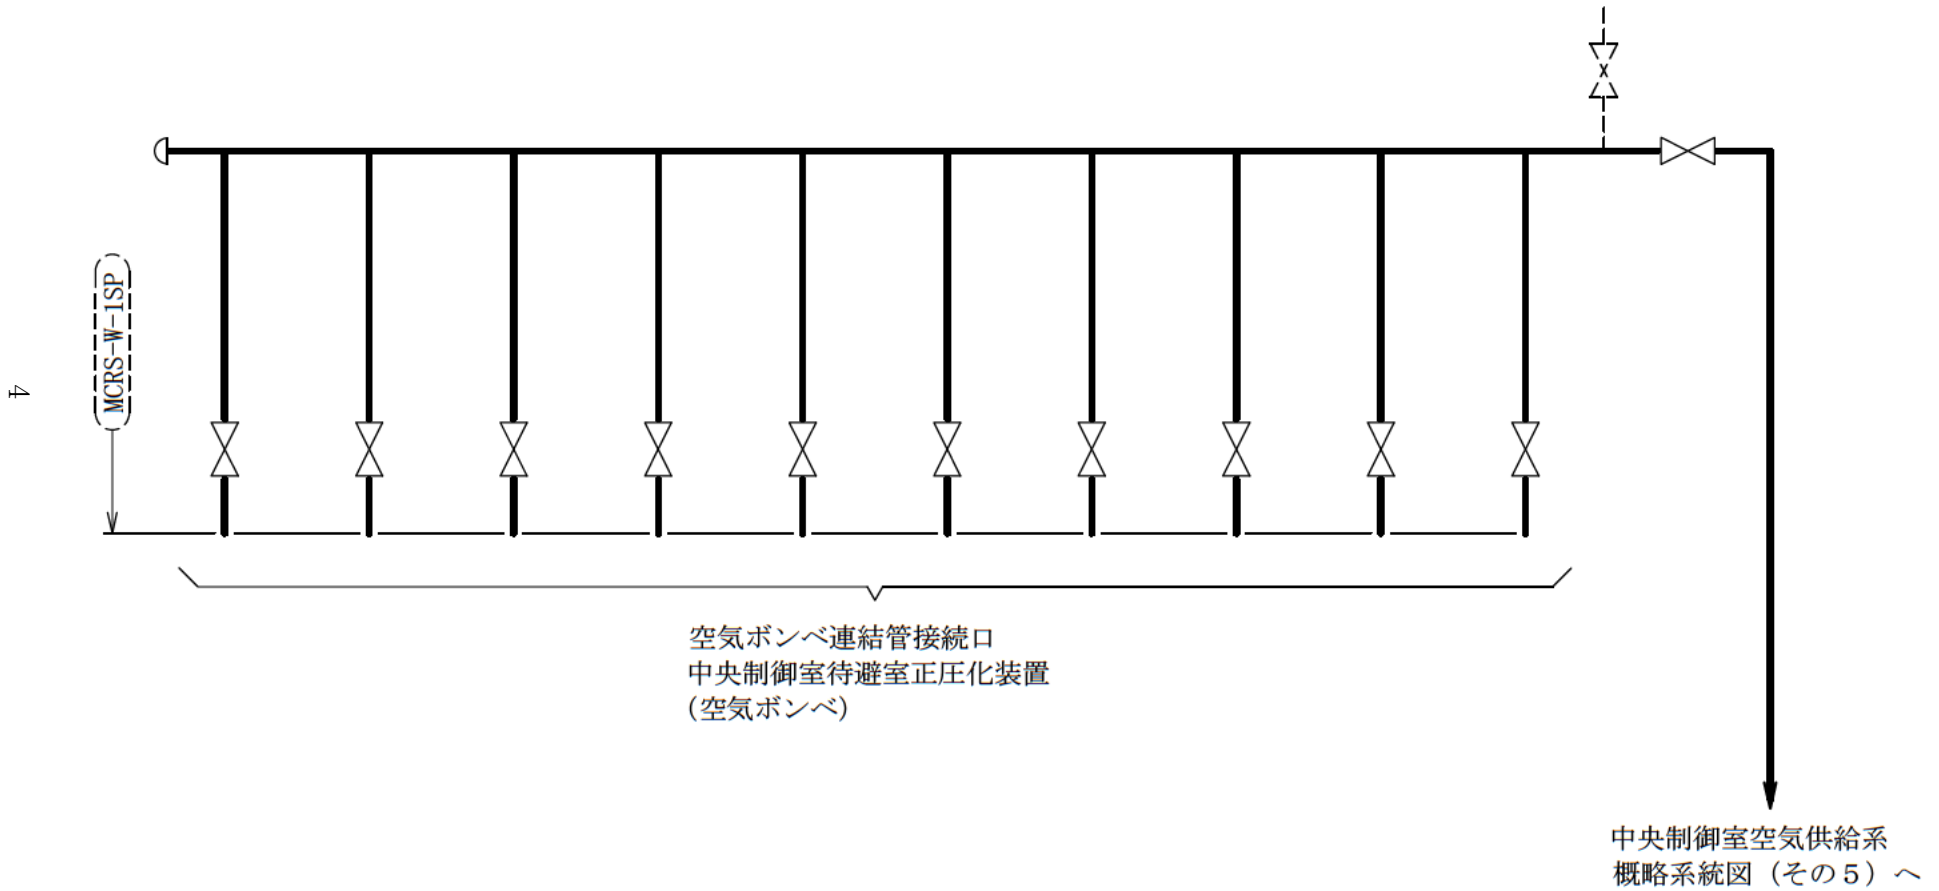 MCRS-W-1SP
4
空気ボンベ連結管接続口
中央制御室待避室正圧化装置
(空気ボンベ)
中央制御室空気供給系
概略系統図（その５）へ